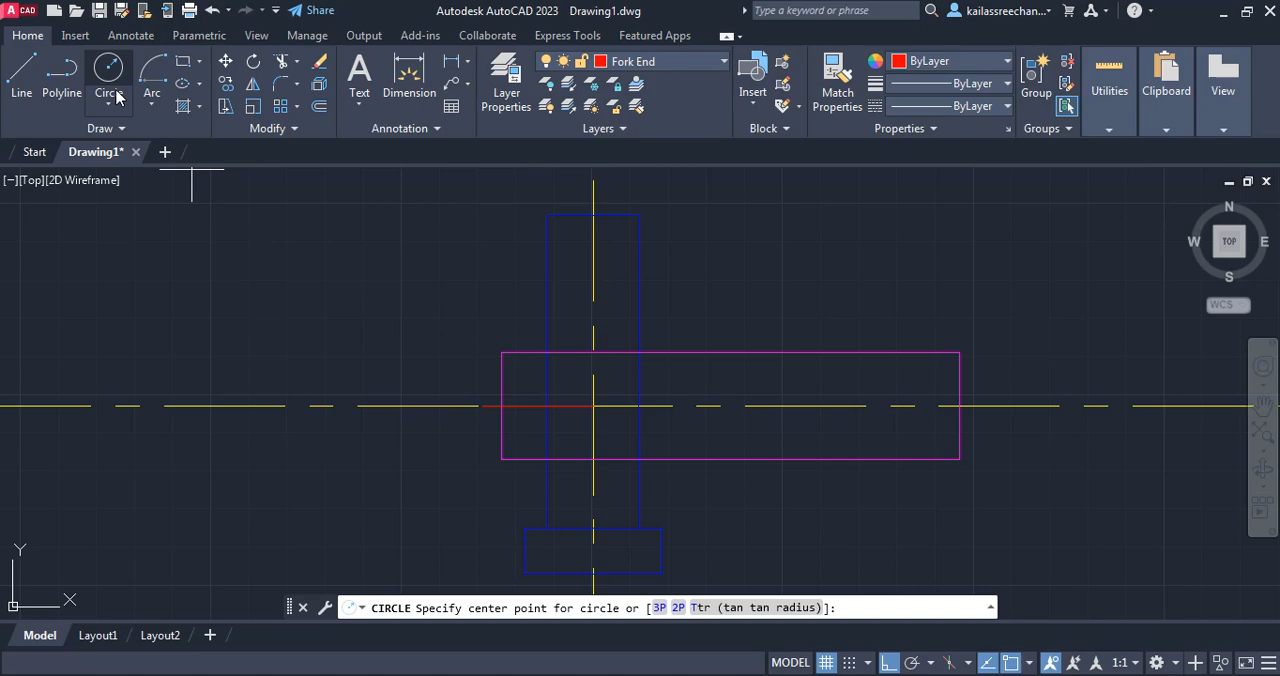 A CAD
Share
Autodesk AutoCAD 2023 Drawing1.dwg
Type a keyword or phrase
kailassreechan...
Home Insert Annotate Parametric View Manage Output Add-ins Collaborate Express Tools Featured Apps
Line Polyline Circle Arc
Text Dimension
Layer Properties
Fork End
Insert
Match Properties
ByLayer
ByLayer
ByLayer
Group
Utilities
Clipboard
View
Draw Modify Annotation Layers Block Properties Groups
Start Drawing1*
[−][Top][2D Wireframe]
N
W TOP E
S
WCS
Y
X
CIRCLE Specify center point for circle or [3P 2P Ttr (tan tan radius)]:
Model Layout1 Layout2
MODEL 1:1